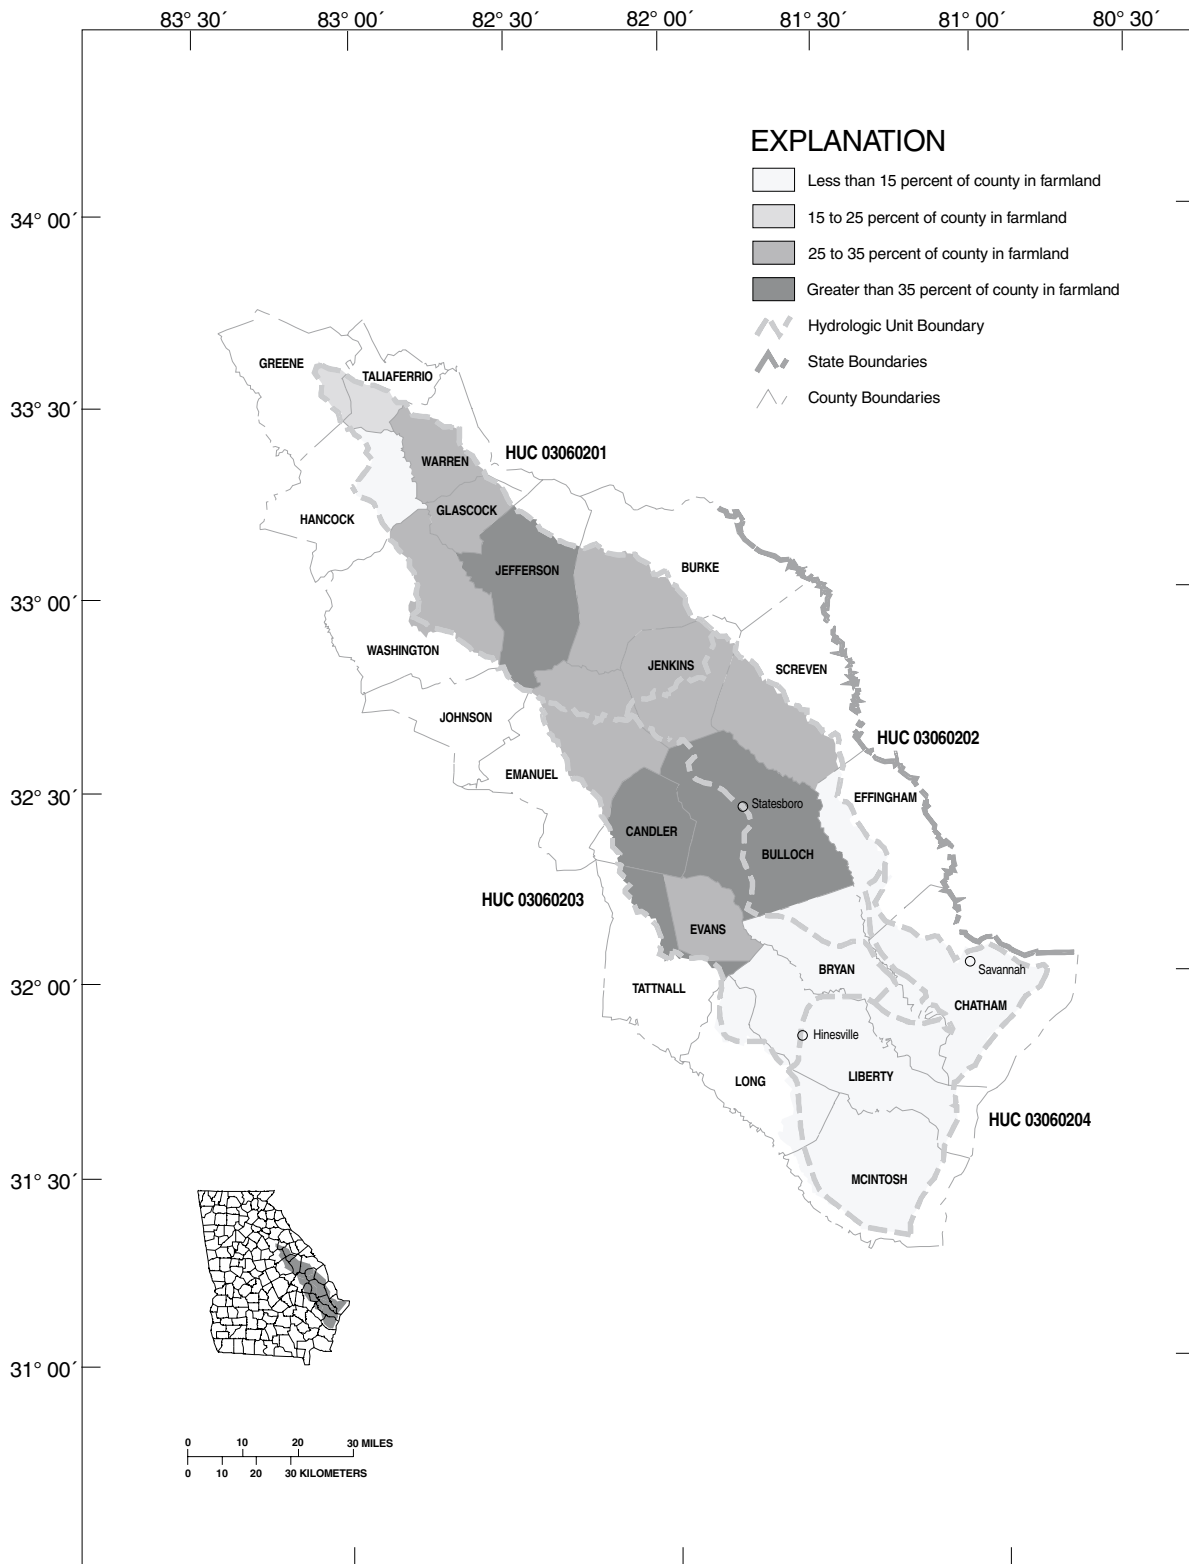 83° 30´ 83° 00´ 82° 30´ 82° 00´ 81° 30´ 81° 00´ 80° 30´
EXPLANATION
Less than 15 percent of county in farmland
15 to 25 percent of county in farmland
25 to 35 percent of county in farmland
Greater than 35 percent of county in farmland
Hydrologic Unit Boundary
State Boundaries
County Boundaries
34° 00´
33° 30´
33° 00´
32° 30´
32° 00´
31° 30´
31° 00´
GREENE
TALIAFERRIO
HUC 03060201
WARREN
GLASCOCK
HANCOCK
JEFFERSON
BURKE
WASHINGTON
JENKINS
SCREVEN
JOHNSON
HUC 03060202
EMANUEL
EFFINGHAM
Statesboro
CANDLER
BULLOCH
HUC 03060203
EVANS
BRYAN
Savannah
TATTNALL
CHATHAM
Hinesville
LIBERTY
LONG
HUC 03060204
MCINTOSH
0 10 20 30 MILES
0 10 20 30 KILOMETERS